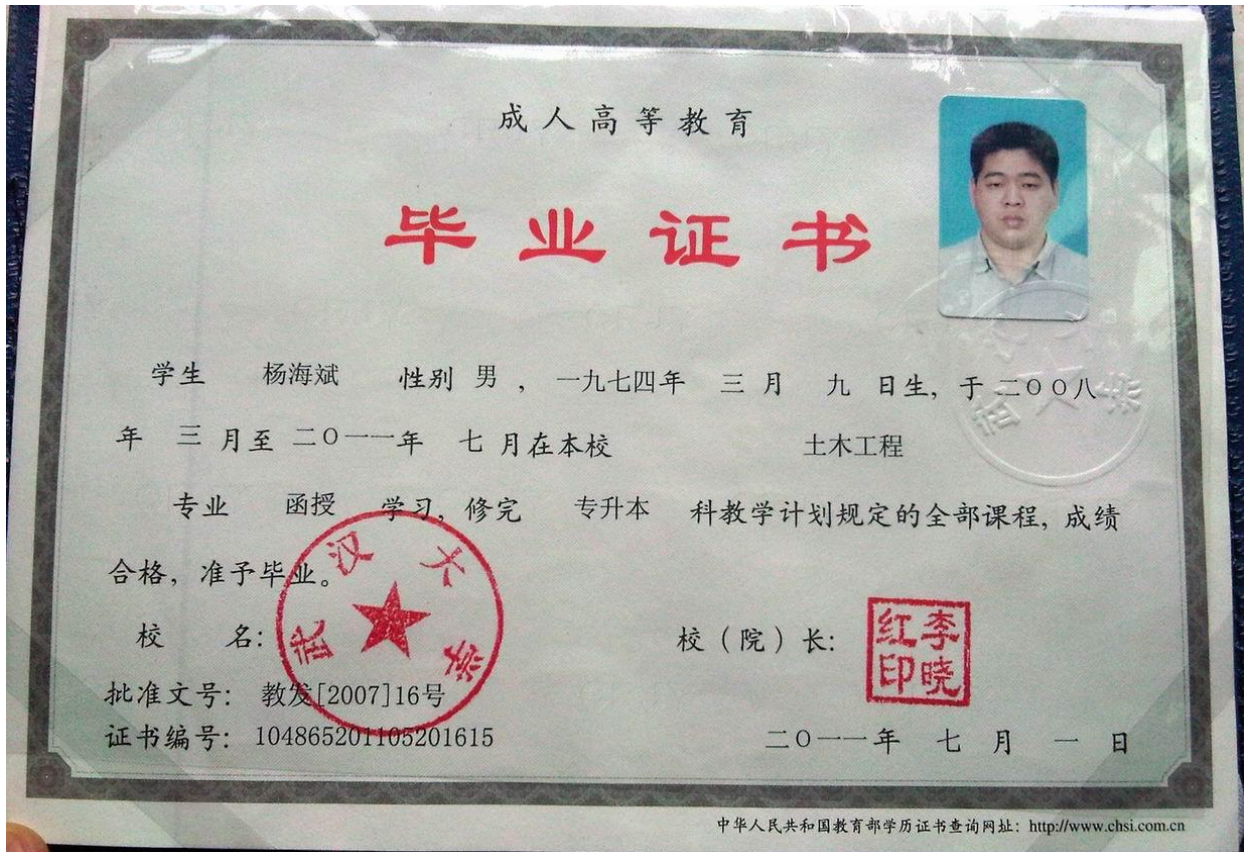 成人高等教育
毕业证书
学生 杨海斌 性别 男 ， 一九七四年 三 月 九 日生, 于 二〇〇八
年 三 月至 二〇一一年 七 月在本校 土木工程
专业 函授 学习, 修完 专升本 科教学计划规定的全部课程, 成绩
合格, 准予毕业。
武汉大学
校 名:
校（院）长:
李晓红印
批准文号: 教发[2007]16号
证书编号: 104865201105201615
二〇一一年 七 月 一 日
中华人民共和国教育部学历证书查询网址: http://www.chsi.com.cn